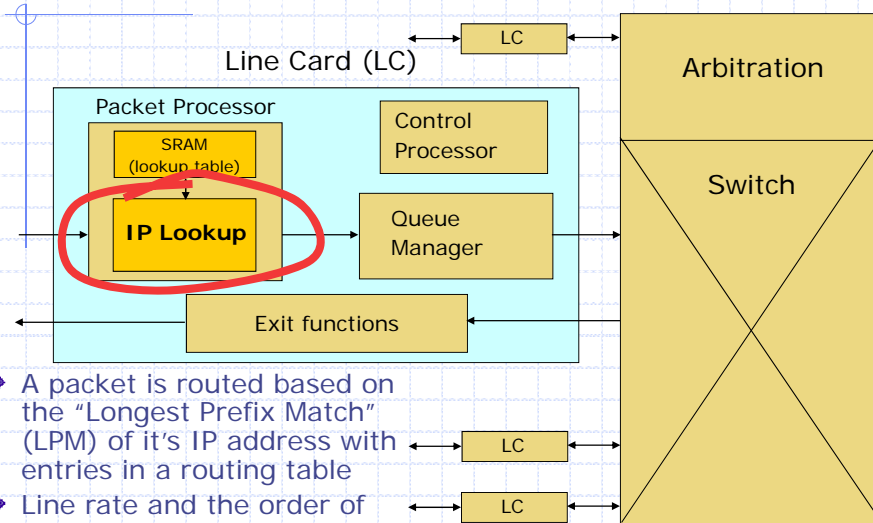 LC
Line Card (LC)
Arbitration
Packet Processor
SRAM
(lookup table)
Control
Processor
Switch
IP Lookup
Queue
Manager
Exit functions
A packet is routed based on
the “Longest Prefix Match”
(LPM) of it's IP address with
entries in a routing table
LC
Line rate and the order of
LC